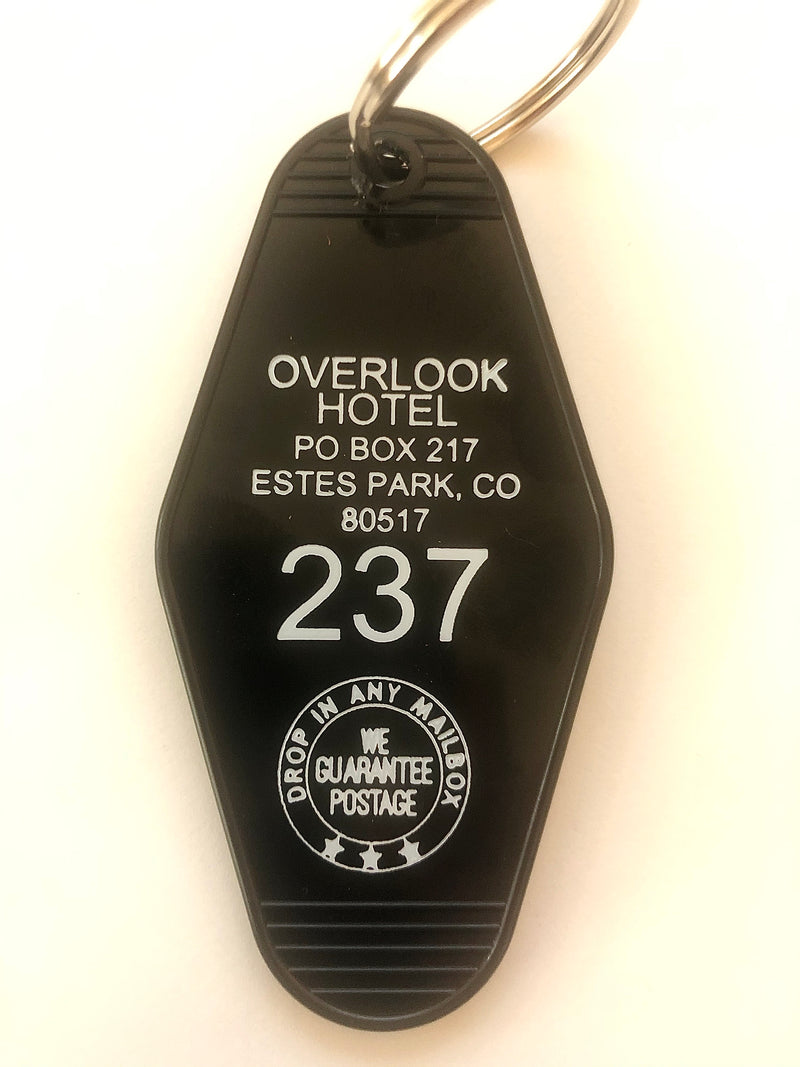 OVERLOOK
HOTEL
PO BOX 217
ESTES PARK, CO
80517
237
DROP IN ANY MAILBOX
WE
GUARANTEE
POSTAGE